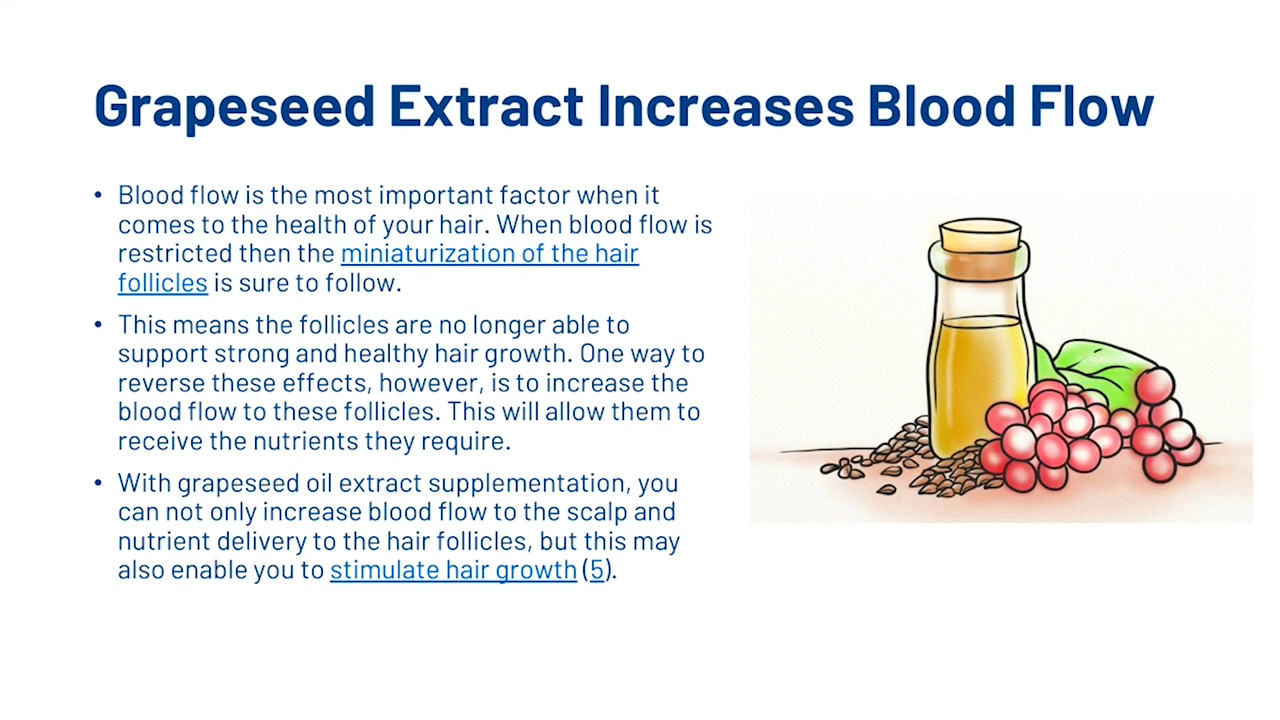 Grapeseed Extract Increases Blood Flow
• Blood flow is the most important factor when it
comes to the health of your hair. When blood flow is
restricted then the miniaturization of the hair
follicles is sure to follow.
• This means the follicles are no longer able to
support strong and healthy hair growth. One way to
reverse these effects, however, is to increase the
blood flow to these follicles. This will allow them to
receive the nutrients they require.
• With grapeseed oil extract supplementation, you
can not only increase blood flow to the scalp and
nutrient delivery to the hair follicles, but this may
also enable you to stimulate hair growth (5).